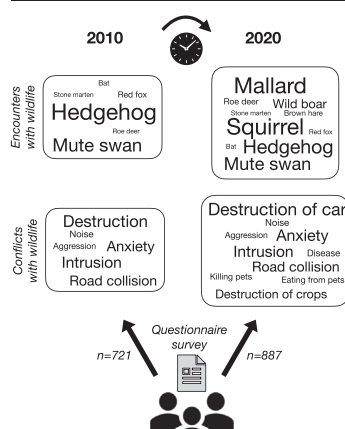 2010
2020
Encounters
with wildlife
Bat
Stone marten Red fox
Hedgehog
Roe deer
Mute swan
Mallard
Roe deer Wild boar
Stone marten Brown hare
Squirrel Red fox
Bat Hedgehog
Mute swan
Conflicts
with wildlife
Destruction
Noise
Aggression Anxiety
Intrusion
Road collision
Destruction of car
Noise
Aggression Anxiety
Intrusion Disease
Road collision
Killing pets Eating from pets
Destruction of crops
Questionnaire
survey
n=721
n=887